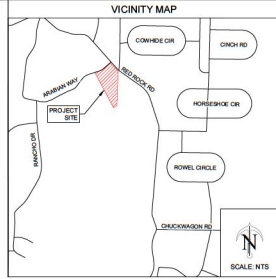 VICINITY MAP
COWHIDE CIR
CINCH RD
ARABIAN WAY
RED ROCK RD
PROJECT
SITE
HORSESHOE CIR
RANCHO DR
ROWEL CIRCLE
CHUCKWAGON RD
N
SCALE: NTS